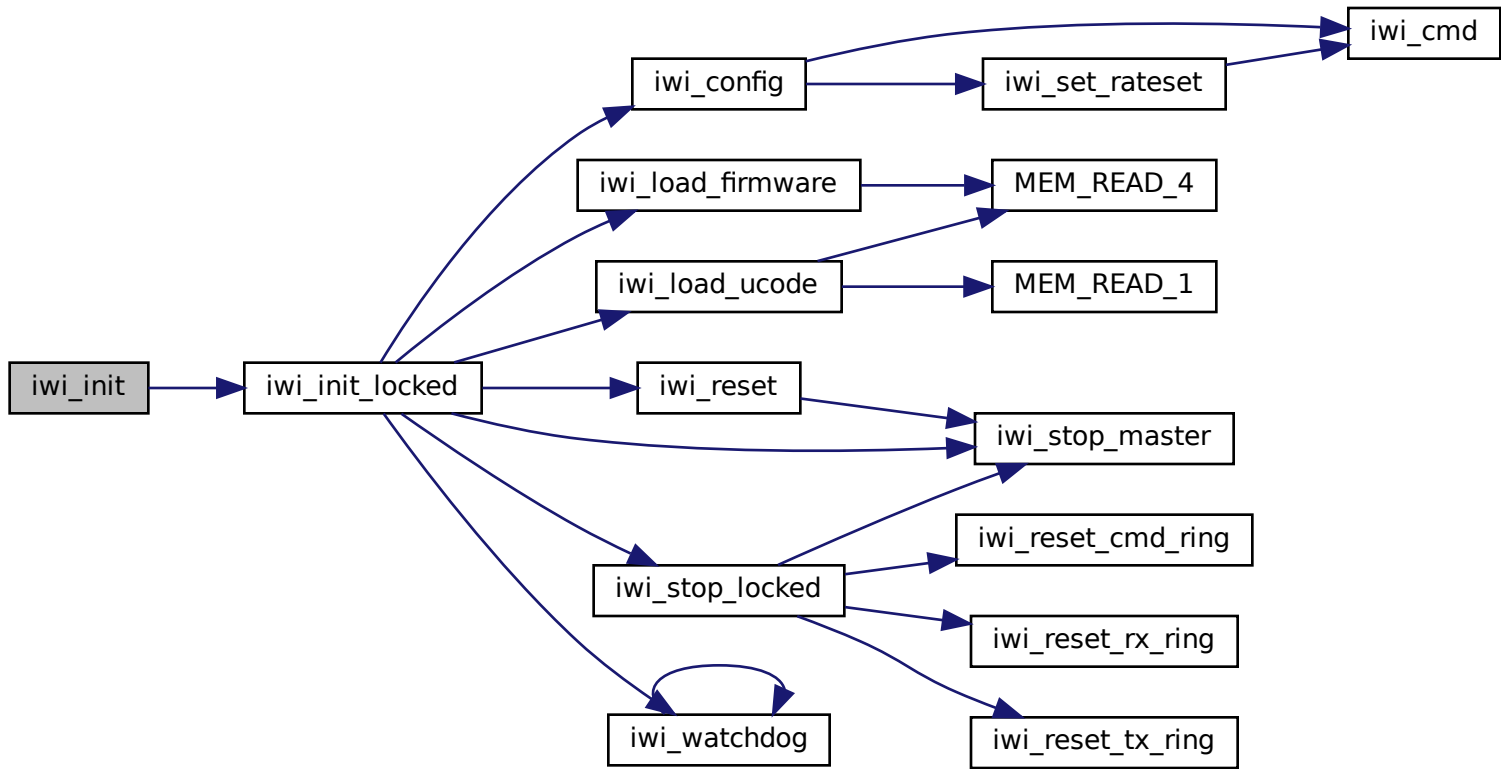 iwi_cmd
iwi_config
iwi_set_rateset
iwi_load_firmware
MEM_READ_4
iwi_load_ucode
MEM_READ_1
iwi_init
iwi_init_locked
iwi_reset
iwi_stop_master
iwi_reset_cmd_ring
iwi_stop_locked
iwi_reset_rx_ring
iwi_watchdog
iwi_reset_tx_ring